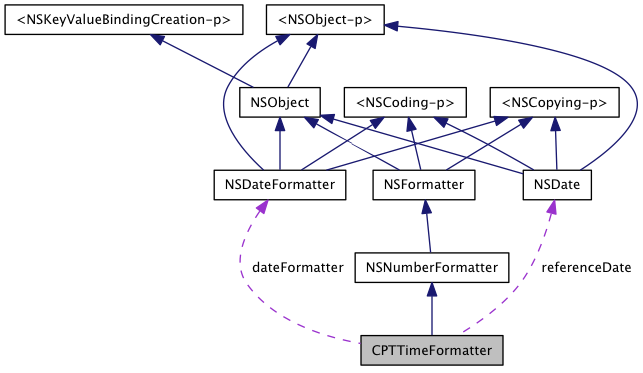 <NSKeyValueBindingCreation-p>
<NSObject-p>
NSObject
<NSCoding-p>
<NSCopying-p>
NSDateFormatter
NSFormatter
NSDate
dateFormatter
NSNumberFormatter
referenceDate
CPTTimeFormatter